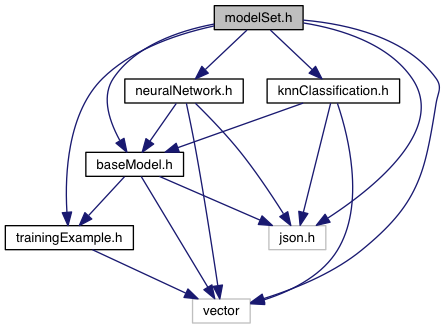 modelSet.h
neuralNetwork.h
knnClassification.h
baseModel.h
trainingExample.h
json.h
vector